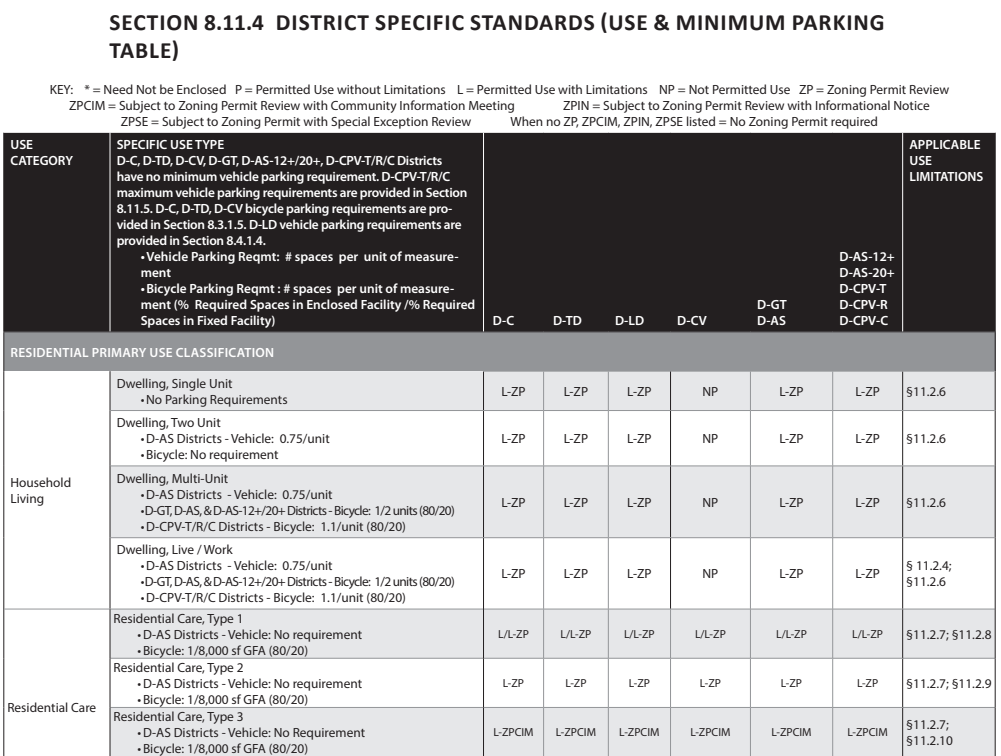 SECTION 8.11.4 DISTRICT SPECIFIC STANDARDS (USE & MINIMUM PARKING
TABLE)
KEY: * = Need Not be Enclosed P = Permitted Use without Limitations L = Permitted Use with Limitations NP = Not Permitted Use ZP = Zoning Permit Review
ZPCIM = Subject to Zoning Permit Review with Community Information Meeting ZPIN = Subject to Zoning Permit Review with Informational Notice
ZPSE = Subject to Zoning Permit with Special Exception Review When no ZP, ZPCIM, ZPIN, ZPSE listed = No Zoning Permit required
USE
CATEGORY
SPECIFIC USE TYPE
D-C, D-TD, D-CV, D-GT, D-AS-12+/20+, D-CPV-T/R/C Districts
have no minimum vehicle parking requirement. D-CPV-T/R/C
maximum vehicle parking requirements are provided in Section
8.11.5. D-C, D-TD, D-CV bicycle parking requirements are pro-
vided in Section 8.3.1.5. D-LD vehicle parking requirements are
provided in Section 8.4.1.4.
• Vehicle Parking Reqmt: # spaces per unit of measure-
ment
• Bicycle Parking Reqmt : # spaces per unit of measure-
ment (% Required Spaces in Enclosed Facility /% Required
Spaces in Fixed Facility)
D-C
D-TD
D-LD
D-CV
D-GT
D-AS
D-AS-12+
D-AS-20+
D-CPV-T
D-CPV-R
D-CPV-C
APPLICABLE
USE
LIMITATIONS
RESIDENTIAL PRIMARY USE CLASSIFICATION
Household
Living
Dwelling, Single Unit
• No Parking Requirements
L-ZP L-ZP L-ZP NP L-ZP L-ZP §11.2.6
Dwelling, Two Unit
• D-AS Districts - Vehicle: 0.75/unit
• Bicycle: No requirement
L-ZP L-ZP L-ZP NP L-ZP L-ZP §11.2.6
Dwelling, Multi-Unit
• D-AS Districts - Vehicle: 0.75/unit
• D-GT, D-AS, & D-AS-12+/20+ Districts - Bicycle: 1/2 units (80/20)
• D-CPV-T/R/C Districts - Bicycle: 1.1/unit (80/20)
L-ZP L-ZP L-ZP NP L-ZP L-ZP §11.2.6
Dwelling, Live / Work
• D-AS Districts - Vehicle: 0.75/unit
• D-GT, D-AS, & D-AS-12+/20+ Districts - Bicycle: 1/2 units (80/20)
• D-CPV-T/R/C Districts - Bicycle: 1.1/unit (80/20)
L-ZP L-ZP L-ZP NP L-ZP L-ZP § 11.2.4;
§11.2.6
Residential Care
Residential Care, Type 1
• D-AS Districts - Vehicle: No requirement
• Bicycle: 1/8,000 sf GFA (80/20)
L/L-ZP L/L-ZP L/L-ZP L/L-ZP L/L-ZP L/L-ZP §11.2.7; §11.2.8
Residential Care, Type 2
• D-AS Districts - Vehicle: No requirement
• Bicycle: 1/8,000 sf GFA (80/20)
L-ZP L-ZP L-ZP L-ZP L-ZP L-ZP §11.2.7; §11.2.9
Residential Care, Type 3
• D-AS Districts - Vehicle: No Requirement
• Bicycle: 1/8,000 sf GFA (80/20)
L-ZPCIM L-ZPCIM L-ZPCIM L-ZPCIM L-ZPCIM L-ZPCIM §11.2.7;
§11.2.10